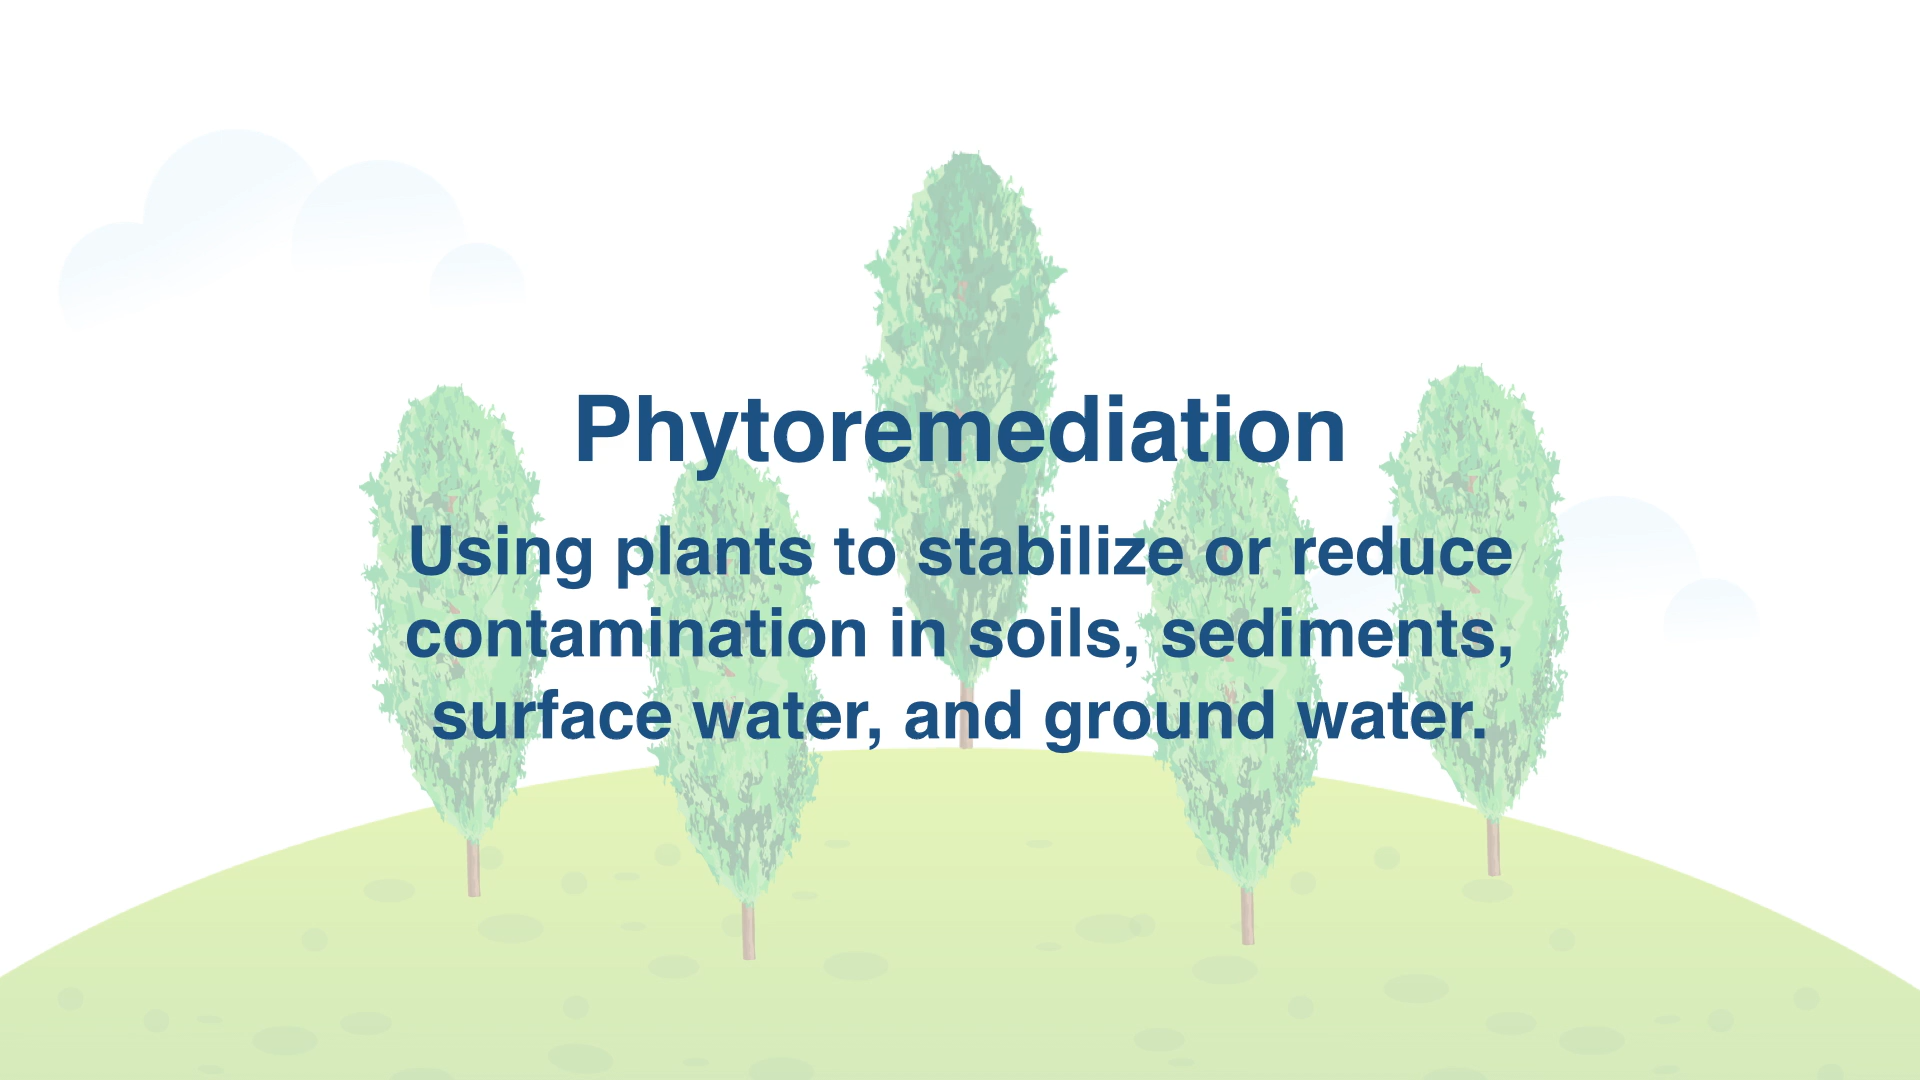 Phytoremediation
Using plants to stabilize or reduce
contamination in soils, sediments,
surface water, and ground water.